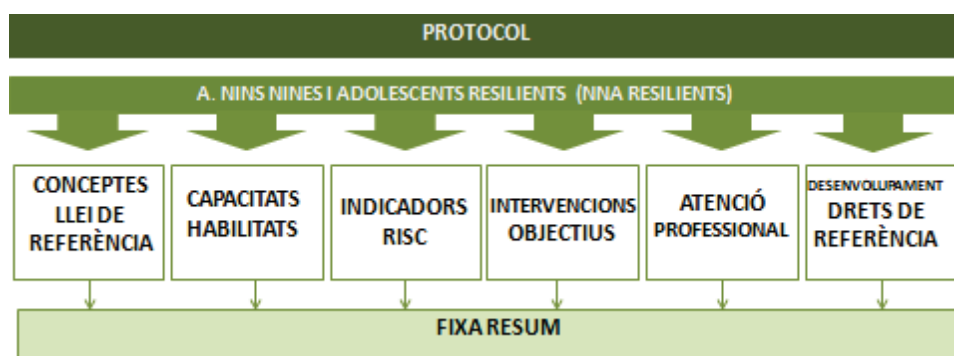 PROTOCOL
A. NINS NINES I ADOLESCENTS RESILIENTS (NNA RESILIENTS)
CONCEPTES
LLEI DE
REFERÈNCIA
CAPACITATS
HABILITATS
INDICADORS
RISC
INTERVENCIONS
OBJECTIUS
ATENCIÓ
PROFESSIONAL
DESENVOLUPAMENT
DRETS DE
REFERÈNCIA
FIXA RESUM